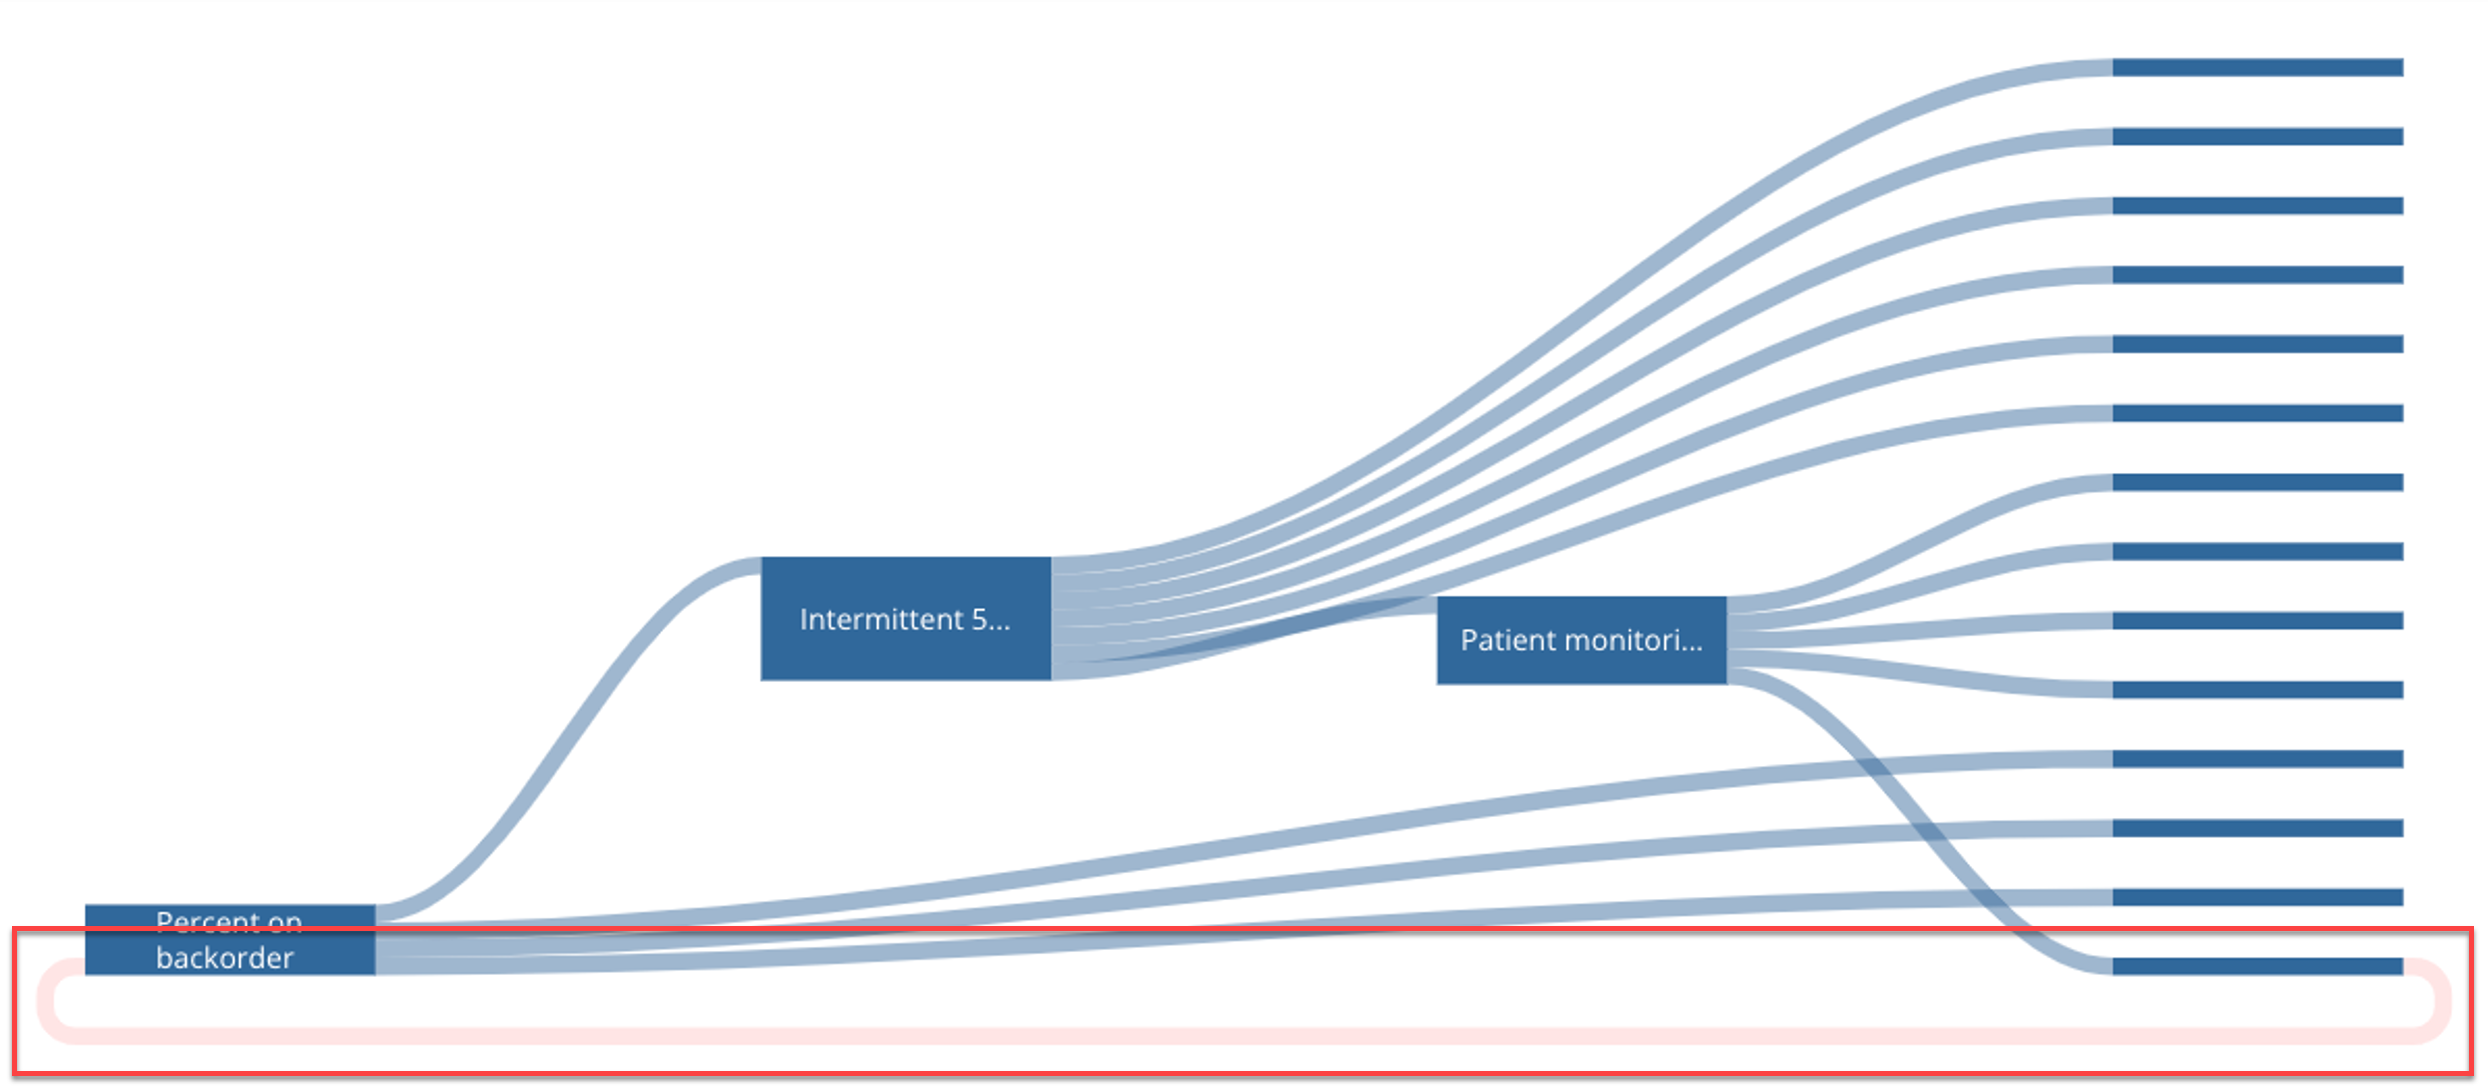 Intermittent 5...
Patient monitori...
Percent on
backorder